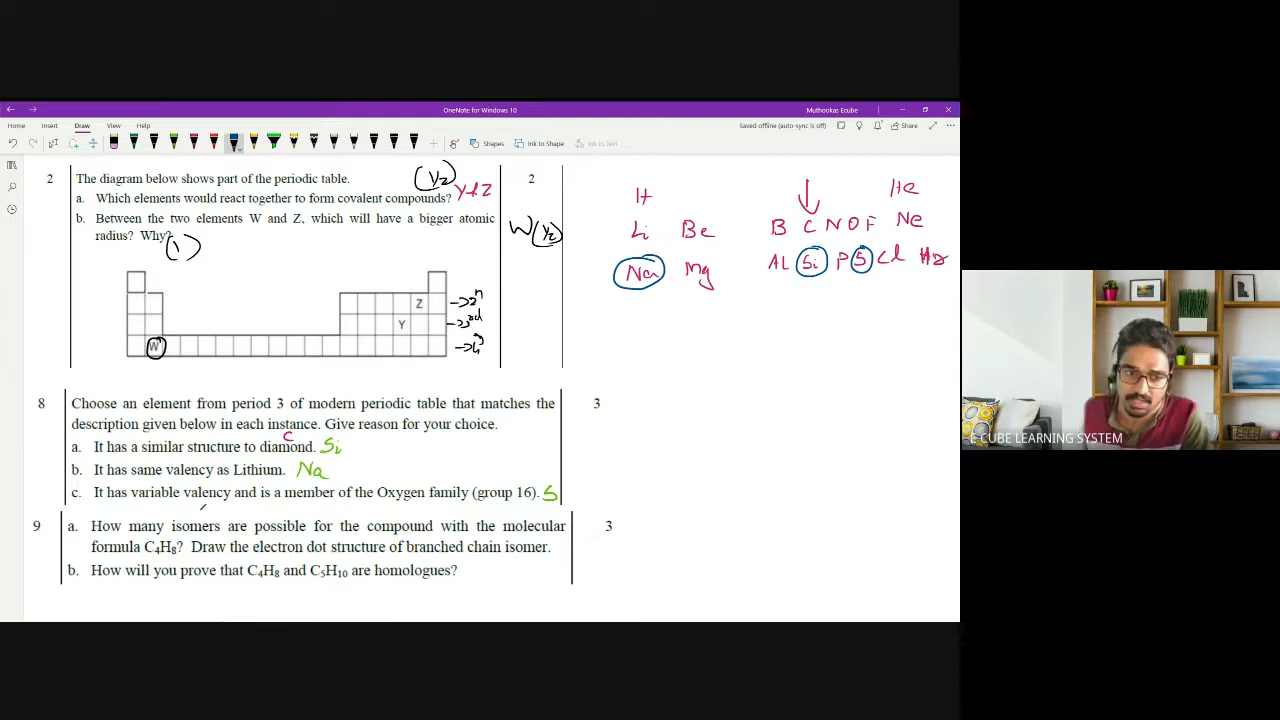 OneNote for Windows 10
Muthookas Ecube
Home Insert Draw View Help
Saved offline (auto-sync is off) Share
Shapes Ink to Shape Ink to Text
2 The diagram below shows part of the periodic table. (1/2) 2
a. Which elements would react together to form covalent compounds? Y & Z
b. Between the two elements W and Z, which will have a bigger atomic W (1/2)
radius? Why? (1)
H He
Li Be B C N O F Ne
Na Mg AL Si P S Cl
Z → 2n
Y → 3rd
W →
8 Choose an element from period 3 of modern periodic table that matches the 3
description given below in each instance. Give reason for your choice.
C
a. It has a similar structure to diamond. Si
b. It has same valency as Lithium. Na
c. It has variable valency and is a member of the Oxygen family (group 16). S
9 a. How many isomers are possible for the compound with the molecular 3
formula C₄H₈? Draw the electron dot structure of branched chain isomer.
b. How will you prove that C₄H₈ and C₅H₁₀ are homologues?
E CUBE LEARNING SYSTEM